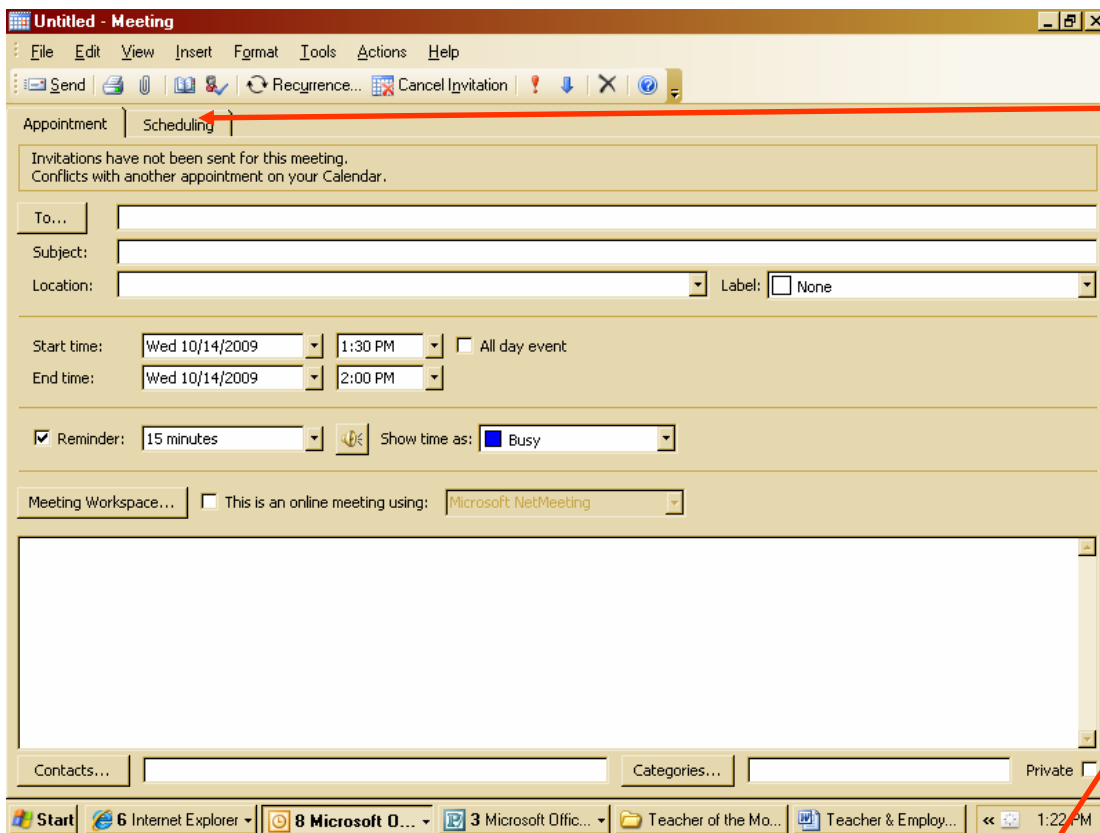 Untitled - Meeting
File Edit View Insert Format Tools Actions Help
Send Recurrence... Cancel Invitation
Appointment Scheduling
Invitations have not been sent for this meeting.
Conflicts with another appointment on your Calendar.
To...
Subject:
Location: Label: None
Start time: Wed 10/14/2009 1:30 PM All day event
End time: Wed 10/14/2009 2:00 PM
Reminder: 15 minutes Show time as: Busy
Meeting Workspace... This is an online meeting using: Microsoft NetMeeting
Contacts... Categories... Private
Start 6 Internet Explorer 8 Microsoft O... 3 Microsoft Offic... Teacher of the Mo... Teacher & Employ... « 1:22 PM